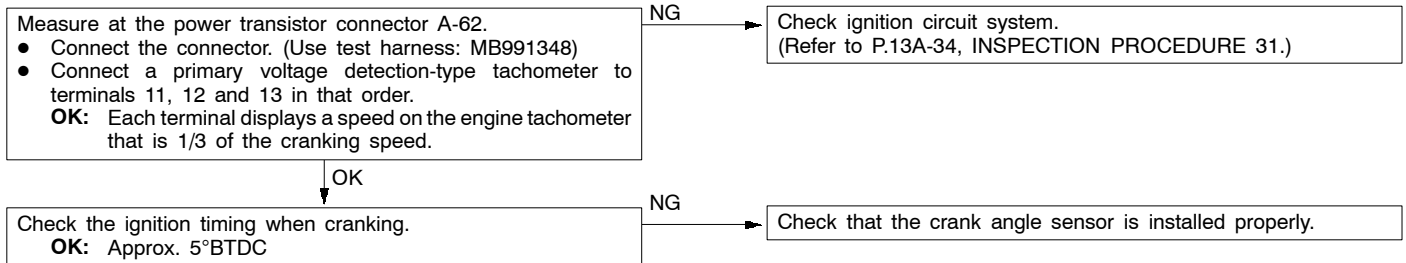 Measure at the power transistor connector A-62.
● Connect the connector. (Use test harness: MB991348)
● Connect a primary voltage detection-type tachometer to
terminals 11, 12 and 13 in that order.
OK: Each terminal displays a speed on the engine tachometer
that is 1/3 of the cranking speed.
NG
Check ignition circuit system.
(Refer to P.13A-34, INSPECTION PROCEDURE 31.)
OK
Check the ignition timing when cranking.
OK: Approx. 5°BTDC
NG
Check that the crank angle sensor is installed properly.